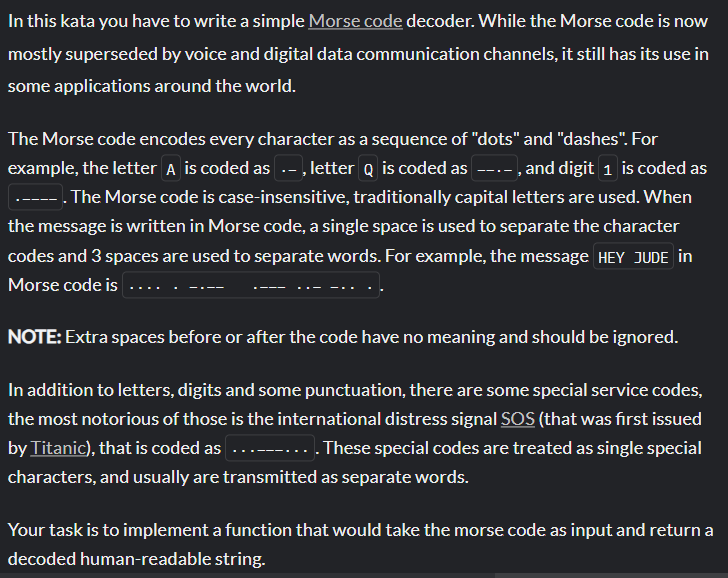 In this kata you have to write a simple Morse code decoder. While the Morse code is now
mostly superseded by voice and digital data communication channels, it still has its use in
some applications around the world.
The Morse code encodes every character as a sequence of "dots" and "dashes". For
example, the letter A is coded as ·−, letter Q is coded as −−·−, and digit 1 is coded as
·−−−−. The Morse code is case-insensitive, traditionally capital letters are used. When
the message is written in Morse code, a single space is used to separate the character
codes and 3 spaces are used to separate words. For example, the message HEY JUDE in
Morse code is ···· · −·−−   ·−−− ··− −·· ·.
NOTE: Extra spaces before or after the code have no meaning and should be ignored.
In addition to letters, digits and some punctuation, there are some special service codes,
the most notorious of those is the international distress signal SOS (that was first issued
by Titanic), that is coded as ···−−−···. These special codes are treated as single special
characters, and usually are transmitted as separate words.
Your task is to implement a function that would take the morse code as input and return a
decoded human-readable string.